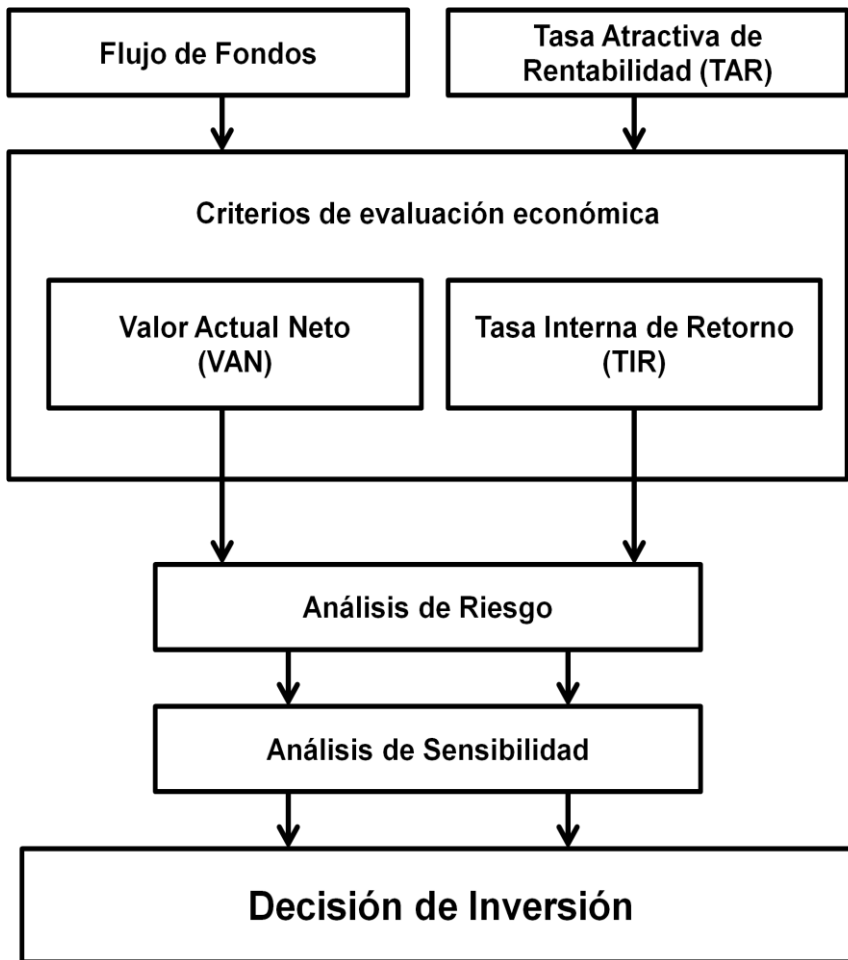 Flujo de Fondos
Tasa Atractiva de
Rentabilidad (TAR)
Criterios de evaluación económica
Valor Actual Neto
(VAN)
Tasa Interna de Retorno
(TIR)
Análisis de Riesgo
Análisis de Sensibilidad
Decisión de Inversión